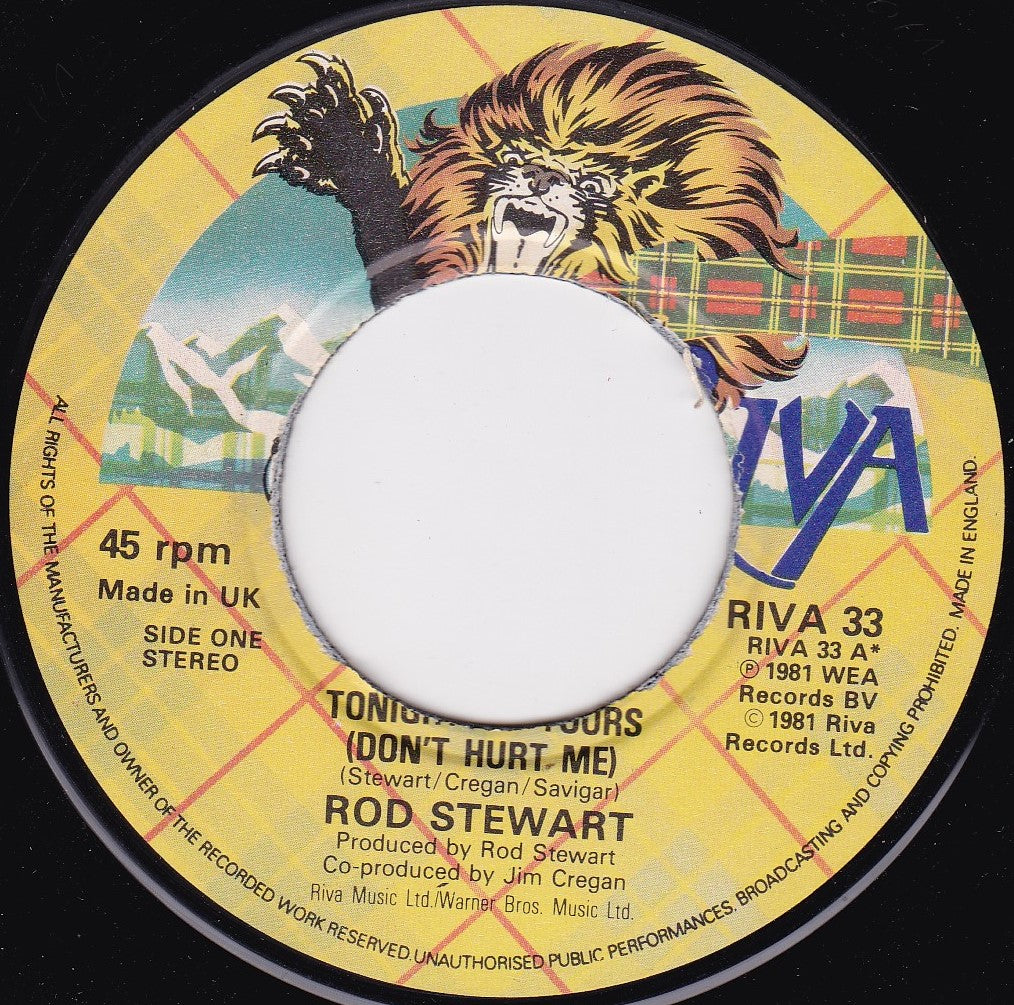 IVA
45 rpm
Made in UK
SIDE ONE
STEREO
RIVA 33
RIVA 33 A*
Ⓟ 1981 WEA
Records BV
© 1981 Riva
Records Ltd.
(DON'T HURT ME)
(Stewart/Cregan/Savigar)
ROD STEWART
Produced by Rod Stewart
Co-produced by Jim Cregan
Riva Music Ltd./Warner Bros. Music Ltd.
ALL RIGHTS OF THE MANUFACTURERS AND OWNER OF THE RECORDED WORK RESERVED. UNAUTHORISED PUBLIC PERFORMANCES, BROADCASTING AND COPYING PROHIBITED. MADE IN ENGLAND.